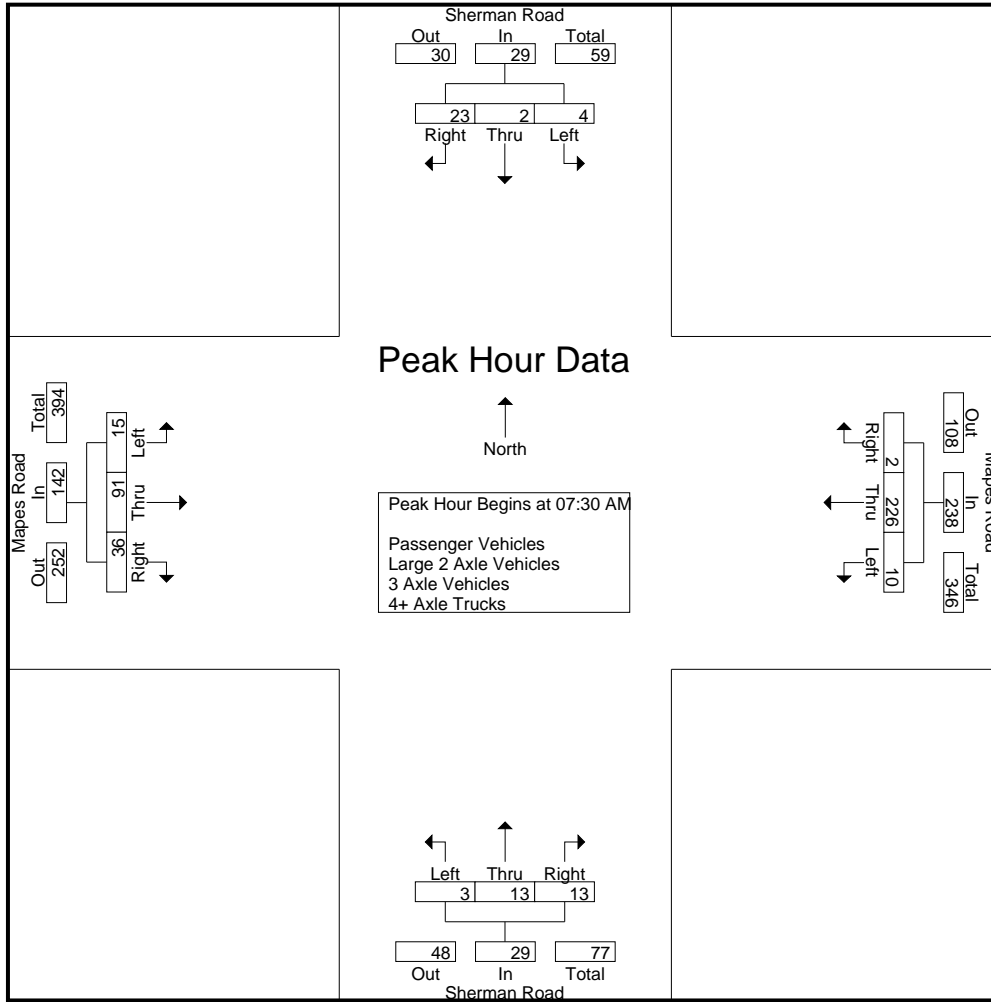 Sherman Road
Out In Total
30 29 59
23 2 4
Right Thru Left
Peak Hour Data
North
Peak Hour Begins at 07:30 AM
Passenger Vehicles
Large 2 Axle Vehicles
3 Axle Vehicles
4+ Axle Trucks
Mapes Road
Out In Total
252 142 394
36 91 15
Right Thru Left
Mapes Road
Out In Total
108 238 346
2 226 10
Right Thru Left
Left Thru Right
3 13 13
48 29 77
Out In Total
Sherman Road